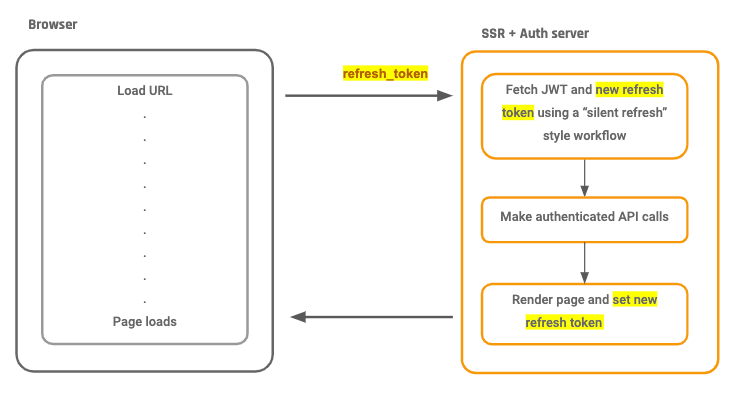 Browser
SSR + Auth server
refresh_token
Load URL
.
.
.
.
.
.
.
.
.
Page loads
Fetch JWT and new refresh
token using a “silent refresh”
style workflow
Make authenticated API calls
Render page and set new
refresh token